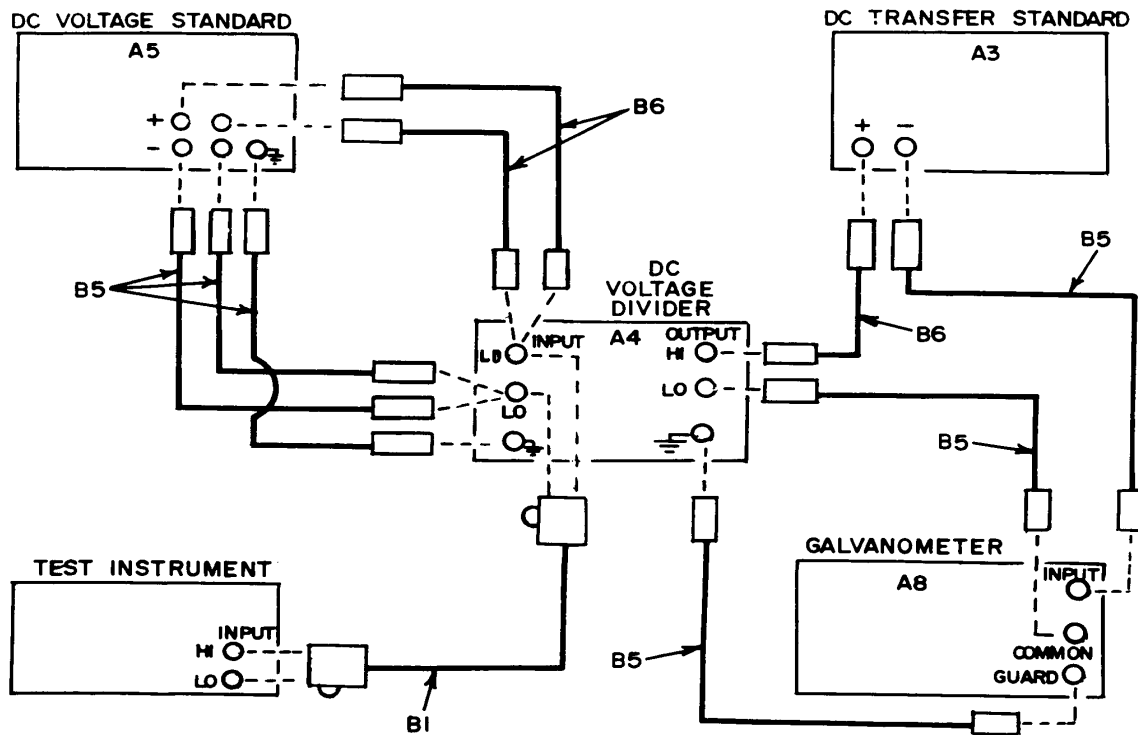 DC VOLTAGE STANDARD
A5
+
-
B6
B5
DC TRANSFER STANDARD
A3
+ -
B5
B6
DC
VOLTAGE
DIVIDER
A4
INPUT
LD
LO
OUTPUT
HI
LO
B5
GALVANOMETER
A8
INPUT
COMMON
GUARD
B5
TEST INSTRUMENT
INPUT
HI
LO
B1